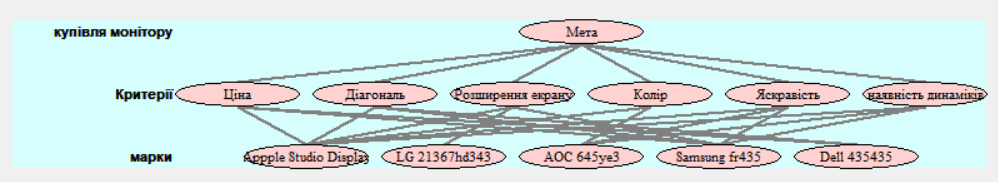 купівля монітору
Мета
Критерії
Ціна
Діагональ
Розширення екрану
Колір
Яскравість
наявність динаміків
марки
Appple Studio Display
LG 21367hd343
AOC 645ye3
Samsung fr435
Dell 435435